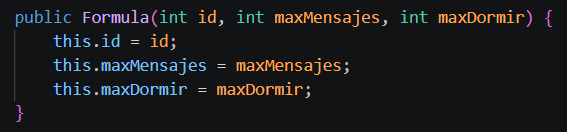 public Formula(int id, int maxMensajes, int maxDormir) {
    this.id = id;
    this.maxMensajes = maxMensajes;
    this.maxDormir = maxDormir;
}